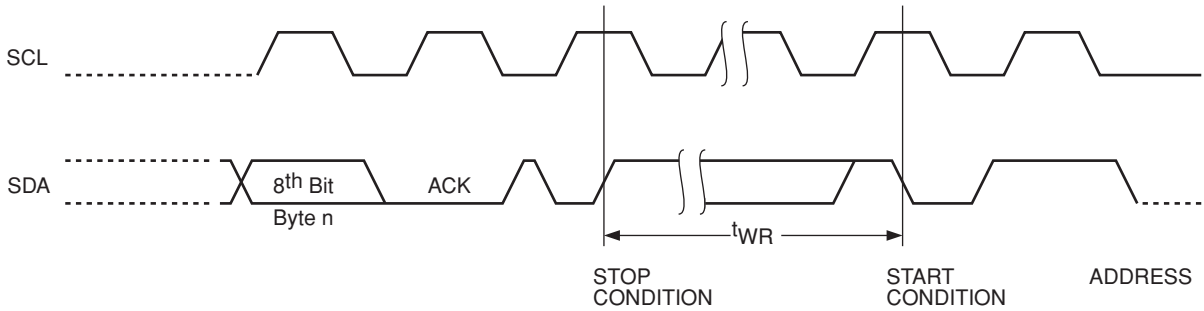 SCL
SDA
8th Bit
Byte n
ACK
tWR
STOP
CONDITION
START
CONDITION
ADDRESS